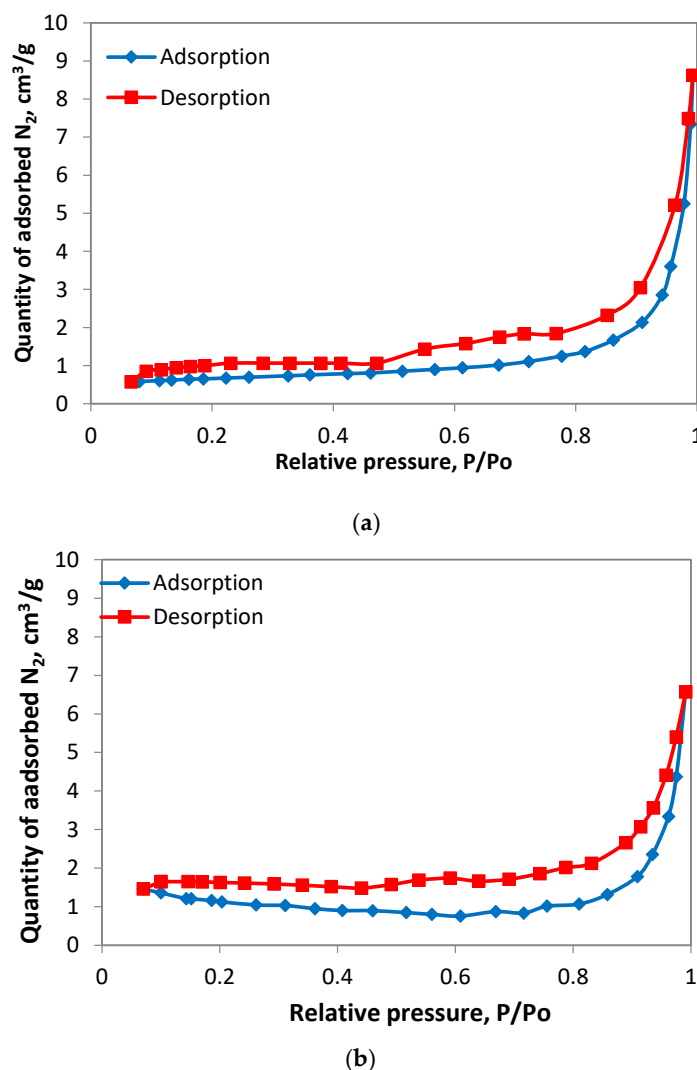 10
9
8
7
6
5
4
3
2
1
0
Quantity of adsorbed N₂, cm³/g
Adsorption
Desorption
0 0.2 0.4 0.6 0.8 1
Relative pressure, P/Po
(a)
10
9
8
7
6
5
4
3
2
1
0
Quantity of aadsorbed N₂, cm³/g
Adsorption
Desorption
0 0.2 0.4 0.6 0.8 1
Relative pressure, P/Po
(b)